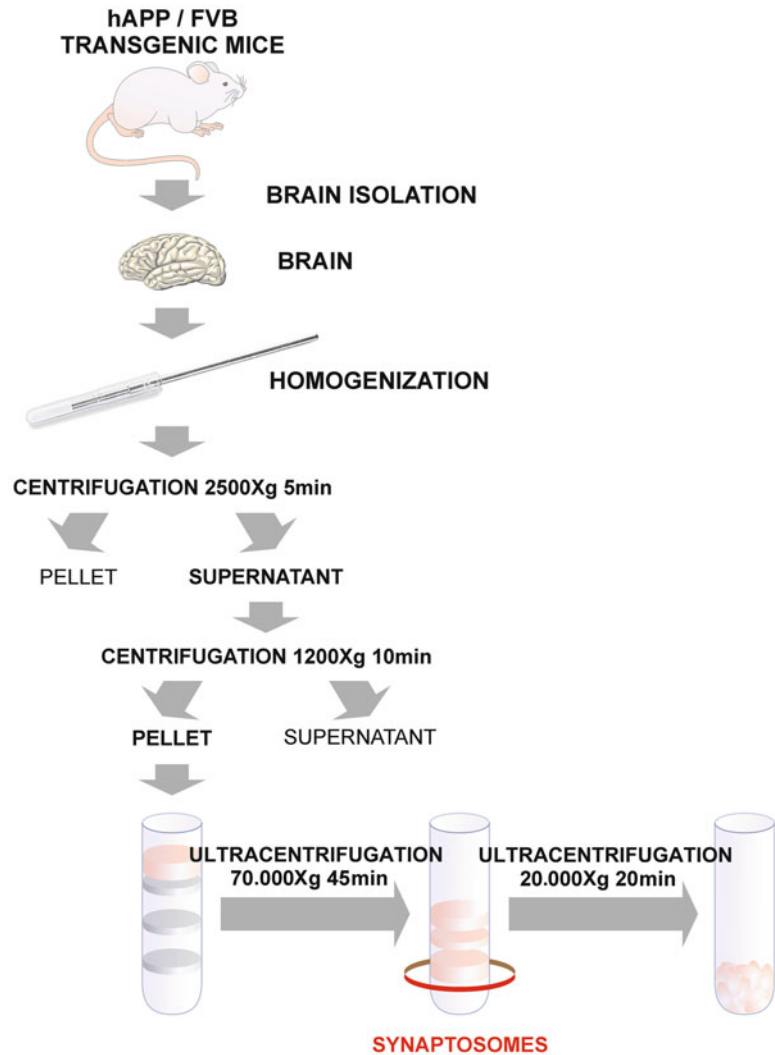 hAPP / FVB
TRANSGENIC MICE
BRAIN ISOLATION
BRAIN
HOMOGENIZATION
CENTRIFUGATION 2500Xg 5min
PELLET
SUPERNATANT
CENTRIFUGATION 1200Xg 10min
PELLET
SUPERNATANT
ULTRACENTRIFUGATION
70.000Xg 45min
ULTRACENTRIFUGATION
20.000Xg 20min
SYNAPTOSOMES